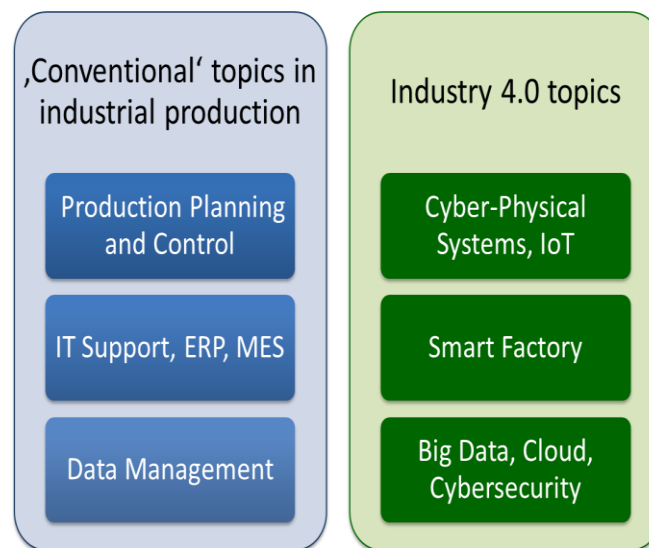 ‚Conventional‘ topics in
industrial production
Production Planning
and Control
IT Support, ERP, MES
Data Management
Industry 4.0 topics
Cyber-Physical
Systems, IoT
Smart Factory
Big Data, Cloud,
Cybersecurity